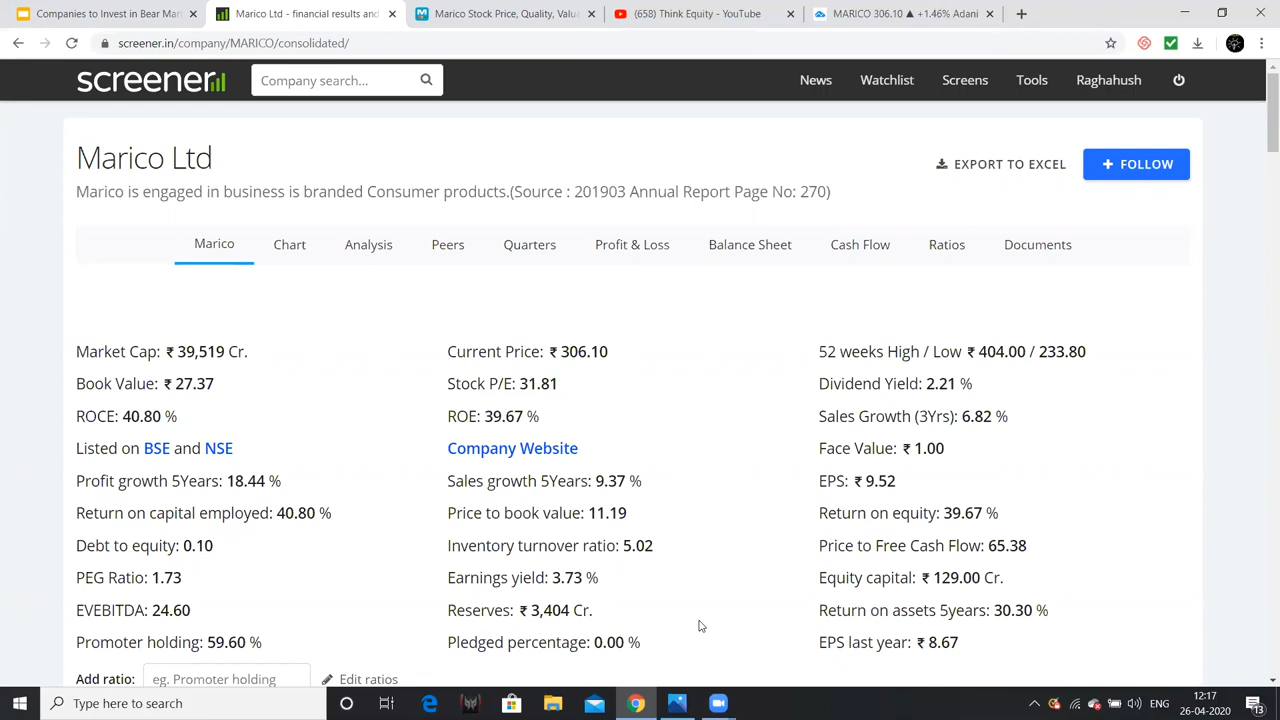 Companies to Invest in Bear Mar
Marico Ltd - financial results and
Marico Stock Price, Quality, Valu
(658) Think Equity - YouTube
MARICO 306.10 ▲ +1.46% Adani
screener.in/company/MARICO/consolidated/
screener
Company search...
News
Watchlist
Screens
Tools
Raghahush
Marico Ltd
EXPORT TO EXCEL
+ FOLLOW
Marico is engaged in business is branded Consumer products.(Source : 201903 Annual Report Page No: 270)
Marico
Chart
Analysis
Peers
Quarters
Profit & Loss
Balance Sheet
Cash Flow
Ratios
Documents
Market Cap: ₹ 39,519 Cr.
Current Price: ₹ 306.10
52 weeks High / Low ₹ 404.00 / 233.80
Book Value: ₹ 27.37
Stock P/E: 31.81
Dividend Yield: 2.21 %
ROCE: 40.80 %
ROE: 39.67 %
Sales Growth (3Yrs): 6.82 %
Listed on BSE and NSE
Company Website
Face Value: ₹ 1.00
Profit growth 5Years: 18.44 %
Sales growth 5Years: 9.37 %
EPS: ₹ 9.52
Return on capital employed: 40.80 %
Price to book value: 11.19
Return on equity: 39.67 %
Debt to equity: 0.10
Inventory turnover ratio: 5.02
Price to Free Cash Flow: 65.38
PEG Ratio: 1.73
Earnings yield: 3.73 %
Equity capital: ₹ 129.00 Cr.
EVEBITDA: 24.60
Reserves: ₹ 3,404 Cr.
Return on assets 5years: 30.30 %
Promoter holding: 59.60 %
Pledged percentage: 0.00 %
EPS last year: ₹ 8.67
Add ratio:
eg. Promoter holding
Edit ratios
Type here to search
ENG
12:17
26-04-2020
13